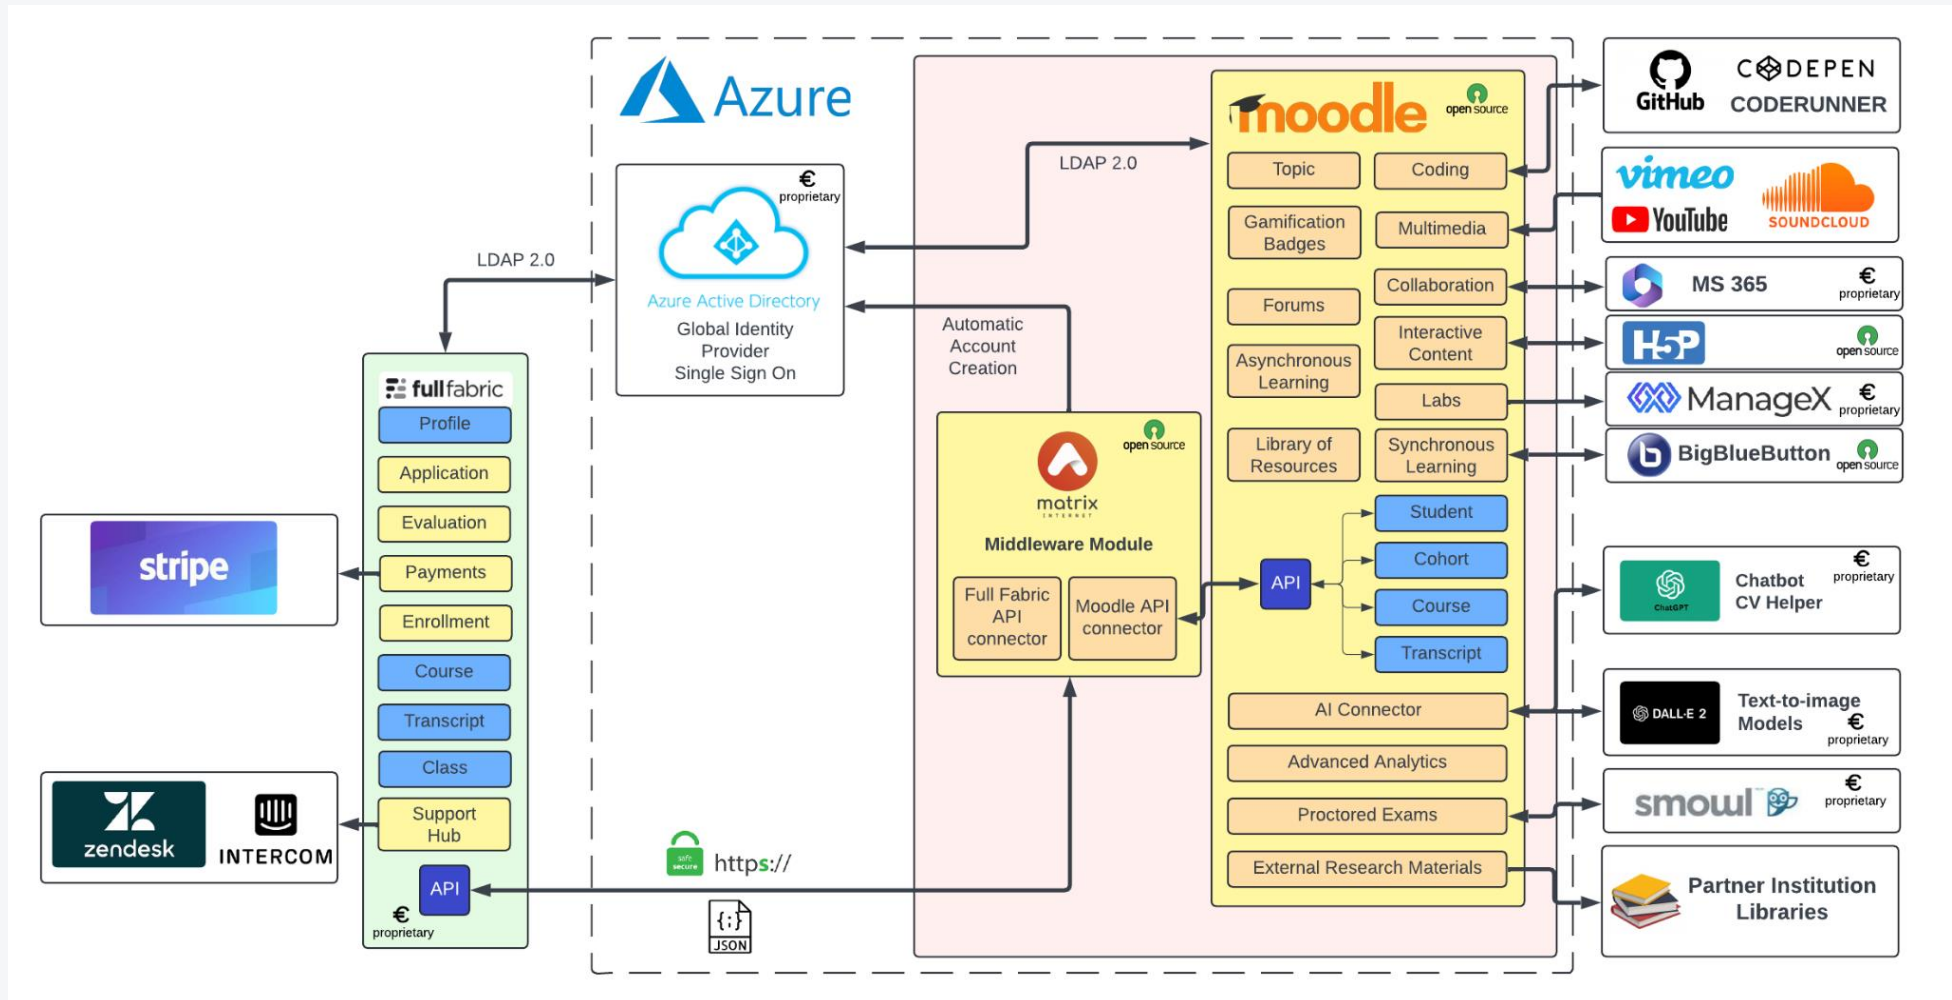 Azure
€
proprietary
Azure Active Directory
Global Identity
Provider
Single Sign On
LDAP 2.0
LDAP 2.0
Automatic
Account
Creation
fullfabric
Profile
Application
Evaluation
Payments
Enrollment
Course
Transcript
Class
Support
Hub
API
€
proprietary
stripe
zendesk
INTERCOM
safe
secure
https://
{;}
JSON
open source
matrix
INTERNET
Middleware Module
Full Fabric
API
connector
Moodle API
connector
moodle
open source
Topic
Coding
Gamification
Badges
Multimedia
Collaboration
Forums
Interactive
Content
Asynchronous
Learning
Labs
Library of
Resources
Synchronous
Learning
API
Student
Cohort
Course
Transcript
AI Connector
Advanced Analytics
Proctored Exams
External Research Materials
GitHub
CODEPEN
CODERUNNER
vimeo
YouTube
SOUNDCLOUD
MS 365
€
proprietary
H5P
open source
ManageX
€
proprietary
b
BigBlueButton
open source
ChatGPT
Chatbot
CV Helper
€
proprietary
DALL·E 2
Text-to-image
Models
€
proprietary
smowl
€
proprietary
Partner Institution
Libraries